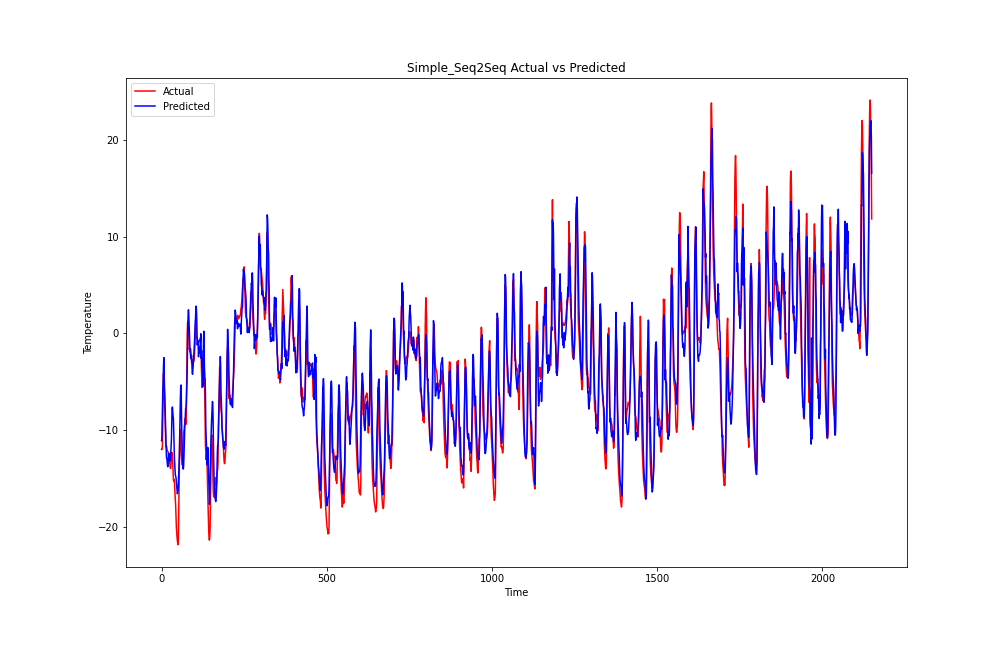 Simple_Seq2Seq Actual vs Predicted
Actual
Predicted
20
10
0
−10
−20
Temperature
0 500 1000 1500 2000
Time